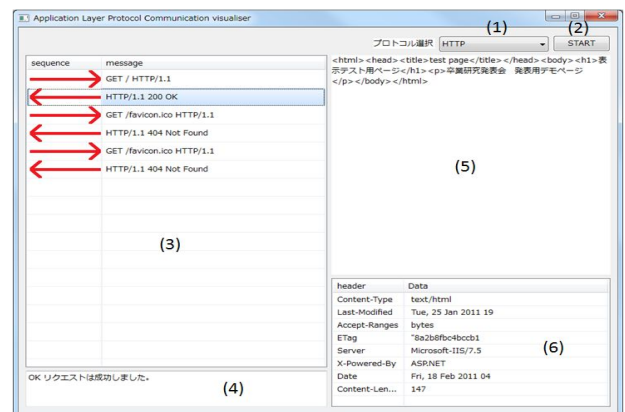 Application Layer Protocol Communication visualiser
(1)
(2)
プロトコル選択 HTTP START
sequence message
GET / HTTP/1.1
HTTP/1.1 200 OK
GET /favicon.ico HTTP/1.1
HTTP/1.1 404 Not Found
GET /favicon.ico HTTP/1.1
HTTP/1.1 404 Not Found
(3)
OK リクエストは成功しました。
(4)
<html><head><title>test page</title></head><body><h1>表
示テスト用ページ</h1><p>卒業研究発表会 発表用デモページ
</p></body></html>
(5)
header Data
Content-Type text/html
Last-Modified Tue, 25 Jan 2011 19
Accept-Ranges bytes
ETag "8a2b8fbc4bccb1
Server Microsoft-IIS/7.5
X-Powered-By ASP.NET
Date Fri, 18 Feb 2011 04
Content-Len... 147
(6)